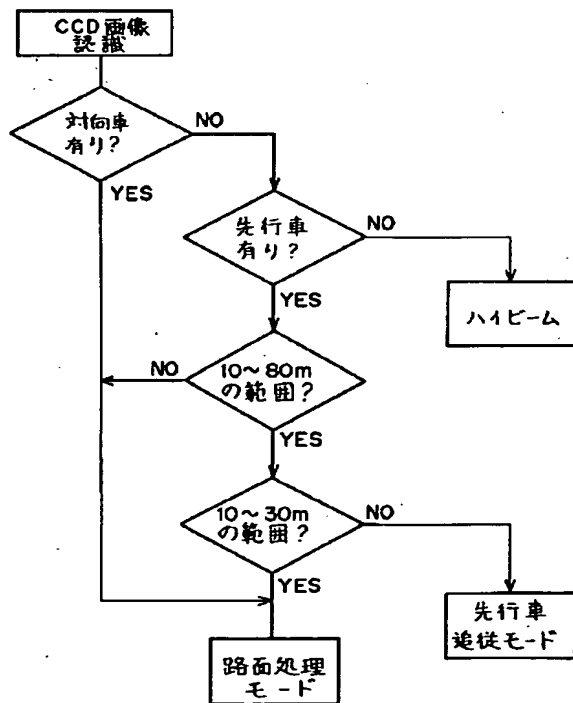 CCD画像
認識
対向車
有り?
NO
YES
先行車
有り?
NO
YES
ハイビーム
NO
10～80m
の範囲?
YES
10～30m
の範囲?
NO
YES
先行車
追従モード
路面処理
モード